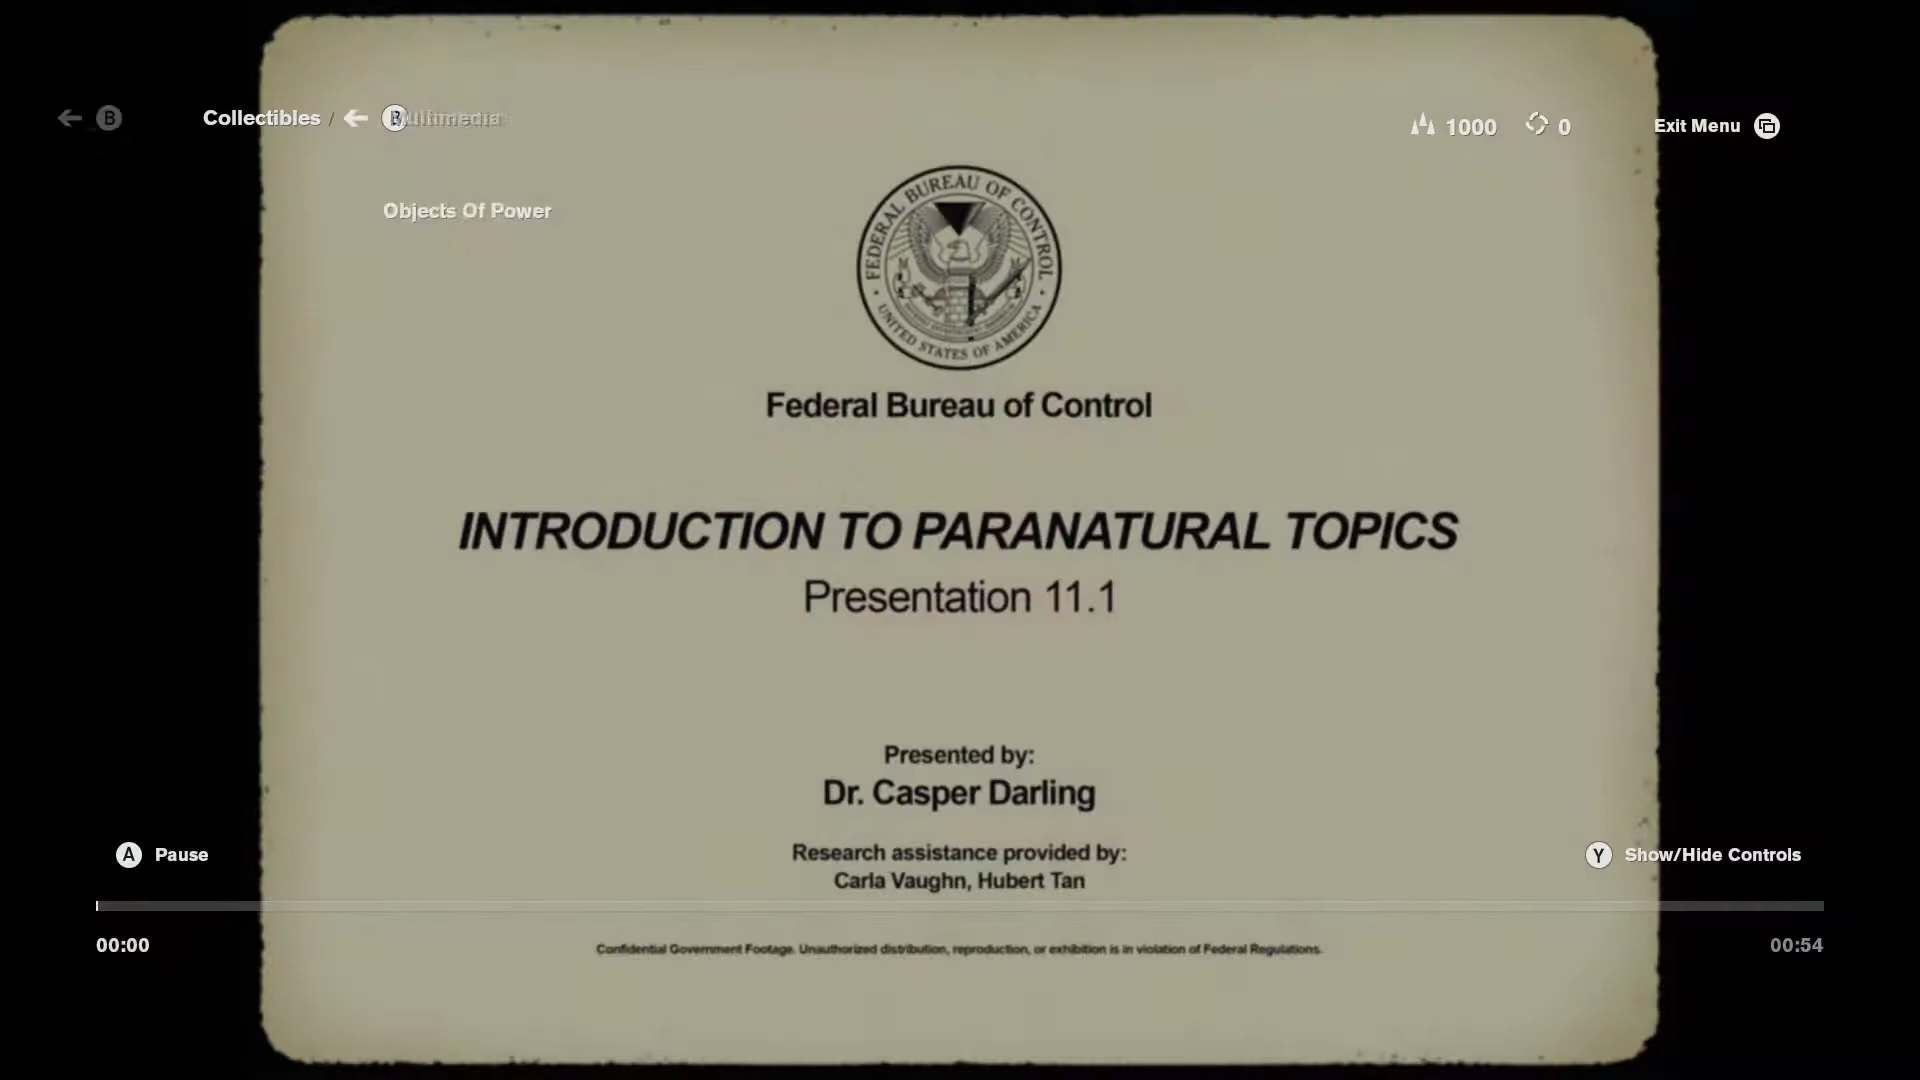 B Collectibles / B Multimedia
1000 0 Exit Menu
Objects Of Power
FEDERAL BUREAU OF CONTROL
UNITED STATES OF AMERICA
Federal Bureau of Control
INTRODUCTION TO PARANATURAL TOPICS
Presentation 11.1
Presented by:
Dr. Casper Darling
Research assistance provided by:
Carla Vaughn, Hubert Tan
A Pause
Y Show/Hide Controls
00:00
00:54
Confidential Government Footage. Unauthorized distribution, reproduction, or exhibition is in violation of Federal Regulations.